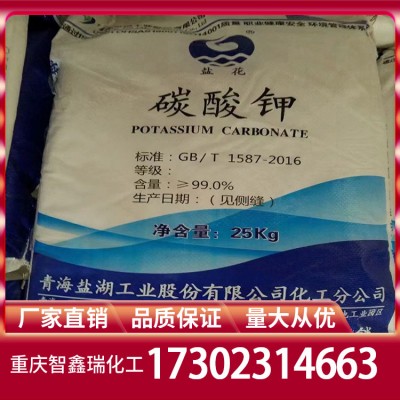 POTASSIUM CARBONATE
盐花
碳酸钾
POTASSIUM CARBONATE
标准：GB/T 1587-2016
等级：
含量：≥99.0%
生产日期：（见侧缝）
净含量：25Kg
青海盐湖工业股份有限公司化工分公司
厂家直销 品质保证 量大从优
重庆智鑫瑞化工 17302314663